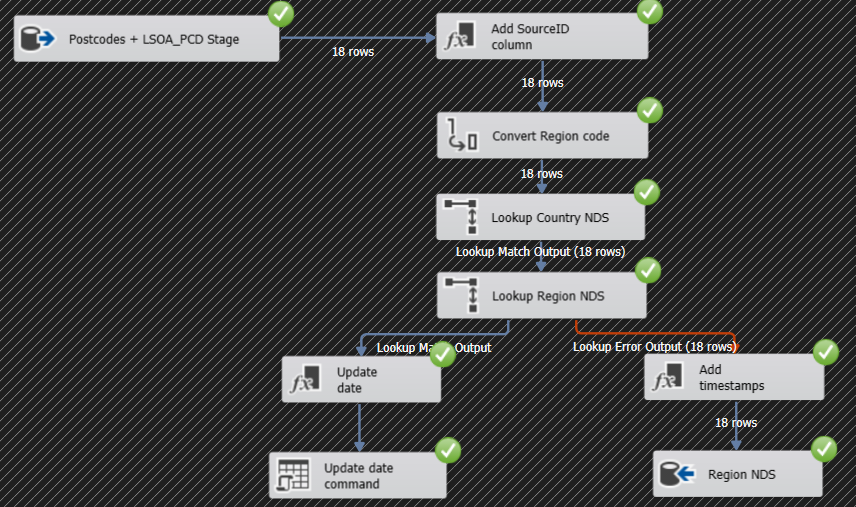 Postcodes + LSOA_PCD Stage
18 rows
Add SourceID
column
18 rows
Convert Region code
18 rows
Lookup Country NDS
Lookup Match Output (18 rows)
Lookup Region NDS
Lookup Output
Lookup Error Output (18 rows)
Update
date
Add
timestamps
18 rows
Update date
command
Region NDS